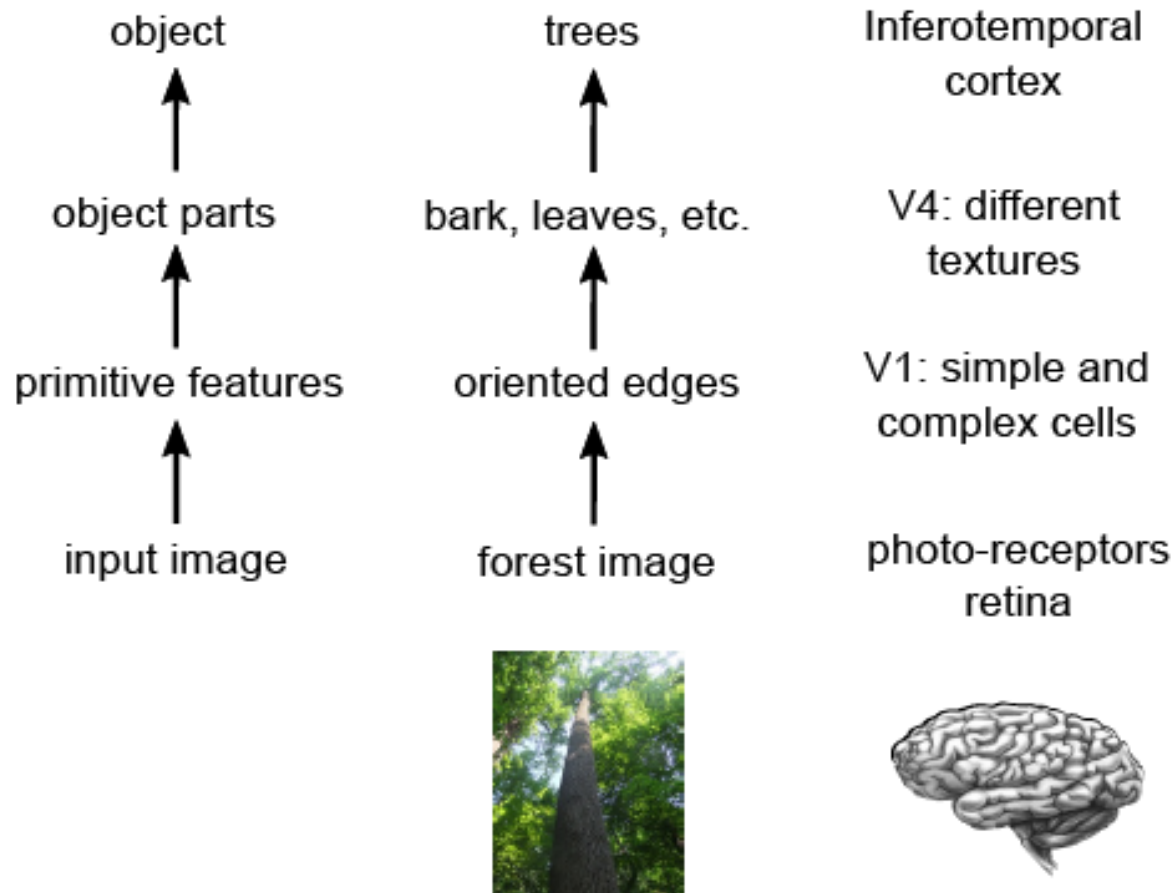 object
trees
Inferotemporal
cortex
object parts
bark, leaves, etc.
V4: different
textures
primitive features
oriented edges
V1: simple and
complex cells
input image
forest image
photo-receptors
retina